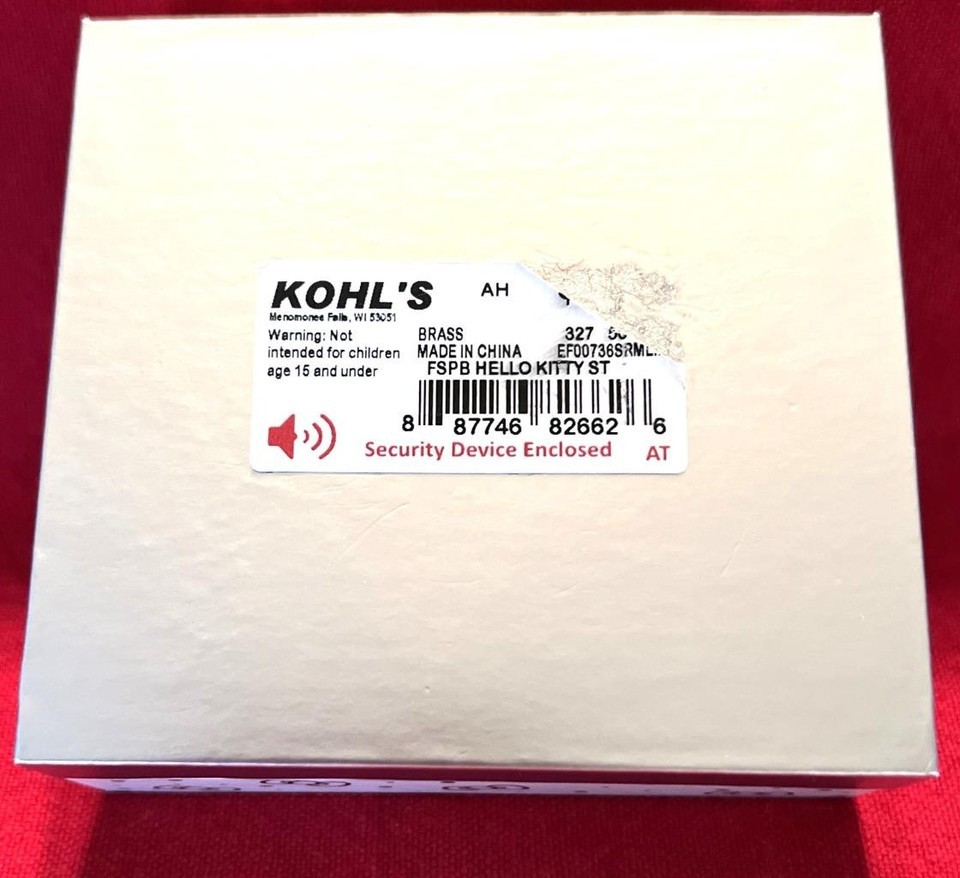 KOHL'S AH
Menomonee Falls, WI 53051
Warning: Not
intended for children
age 15 and under
BRASS 327
MADE IN CHINA EF00736SRML
FSPB HELLO KITTY ST
8 87746 82662 6
Security Device Enclosed AT